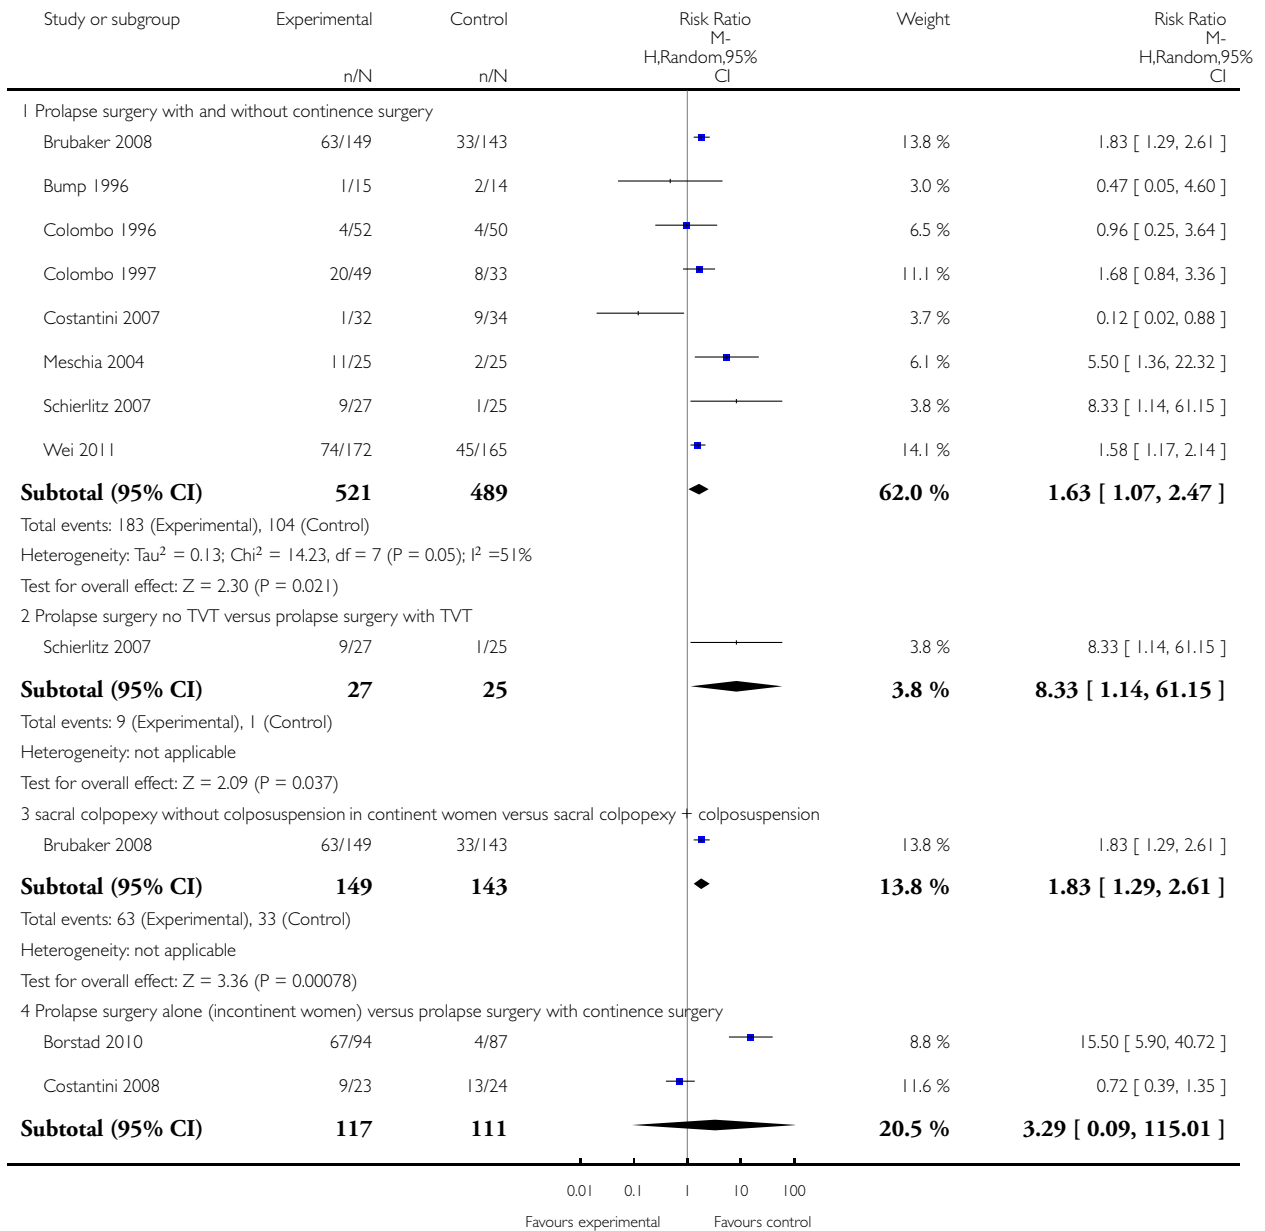 Study or subgroup Experimental Control Risk Ratio Weight Risk Ratio
M- M-
H,Random,95% H,Random,95%
n/N n/N CI CI
1 Prolapse surgery with and without continence surgery
Brubaker 2008 63/149 33/143 13.8 % 1.83 [ 1.29, 2.61 ]
Bump 1996 1/15 2/14 3.0 % 0.47 [ 0.05, 4.60 ]
Colombo 1996 4/52 4/50 6.5 % 0.96 [ 0.25, 3.64 ]
Colombo 1997 20/49 8/33 11.1 % 1.68 [ 0.84, 3.36 ]
Costantini 2007 1/32 9/34 3.7 % 0.12 [ 0.02, 0.88 ]
Meschia 2004 11/25 2/25 6.1 % 5.50 [ 1.36, 22.32 ]
Schierlitz 2007 9/27 1/25 3.8 % 8.33 [ 1.14, 61.15 ]
Wei 2011 74/172 45/165 14.1 % 1.58 [ 1.17, 2.14 ]
Subtotal (95% CI) 521 489 62.0 % 1.63 [ 1.07, 2.47 ]
Total events: 183 (Experimental), 104 (Control)
Heterogeneity: Tau² = 0.13; Chi² = 14.23, df = 7 (P = 0.05); I² =51%
Test for overall effect: Z = 2.30 (P = 0.021)
2 Prolapse surgery no TVT versus prolapse surgery with TVT
Schierlitz 2007 9/27 1/25 3.8 % 8.33 [ 1.14, 61.15 ]
Subtotal (95% CI) 27 25 3.8 % 8.33 [ 1.14, 61.15 ]
Total events: 9 (Experimental), 1 (Control)
Heterogeneity: not applicable
Test for overall effect: Z = 2.09 (P = 0.037)
3 sacral colpopexy without colposuspension in continent women versus sacral colpopexy + colposuspension
Brubaker 2008 63/149 33/143 13.8 % 1.83 [ 1.29, 2.61 ]
Subtotal (95% CI) 149 143 13.8 % 1.83 [ 1.29, 2.61 ]
Total events: 63 (Experimental), 33 (Control)
Heterogeneity: not applicable
Test for overall effect: Z = 3.36 (P = 0.00078)
4 Prolapse surgery alone (incontinent women) versus prolapse surgery with continence surgery
Borstad 2010 67/94 4/87 8.8 % 15.50 [ 5.90, 40.72 ]
Costantini 2008 9/23 13/24 11.6 % 0.72 [ 0.39, 1.35 ]
Subtotal (95% CI) 117 111 20.5 % 3.29 [ 0.09, 115.01 ]
0.01 0.1 1 10 100
Favours experimental Favours control